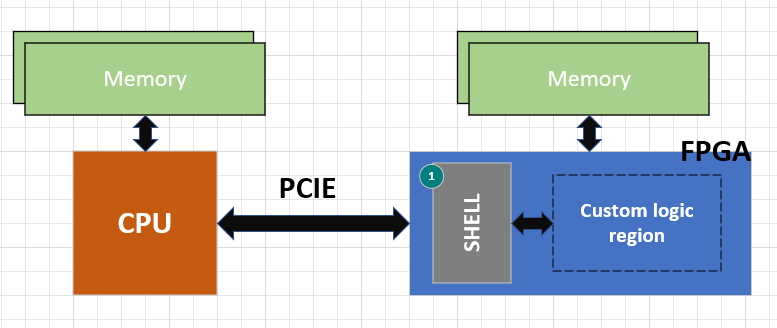 Memory
Memory
FPGA
CPU
PCIE
1
SHELL
Custom logic
region